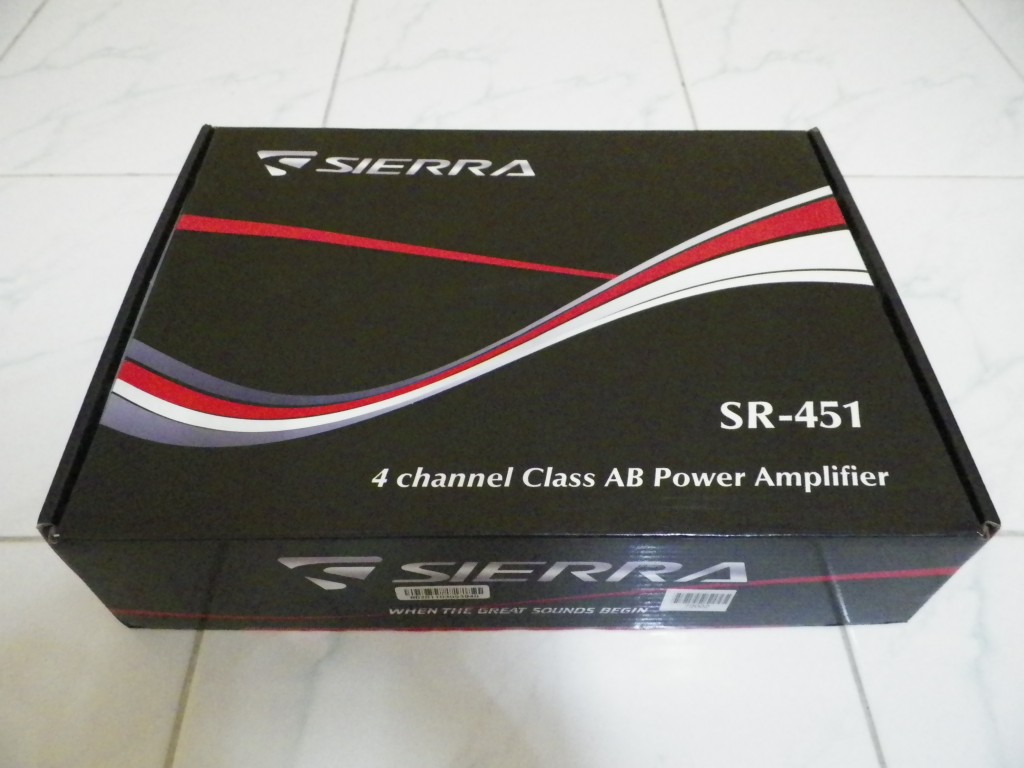 SIERRA
SR-451
4 channel Class AB Power Amplifier
SIERRA
WHEN THE GREAT SOUNDS BEGIN